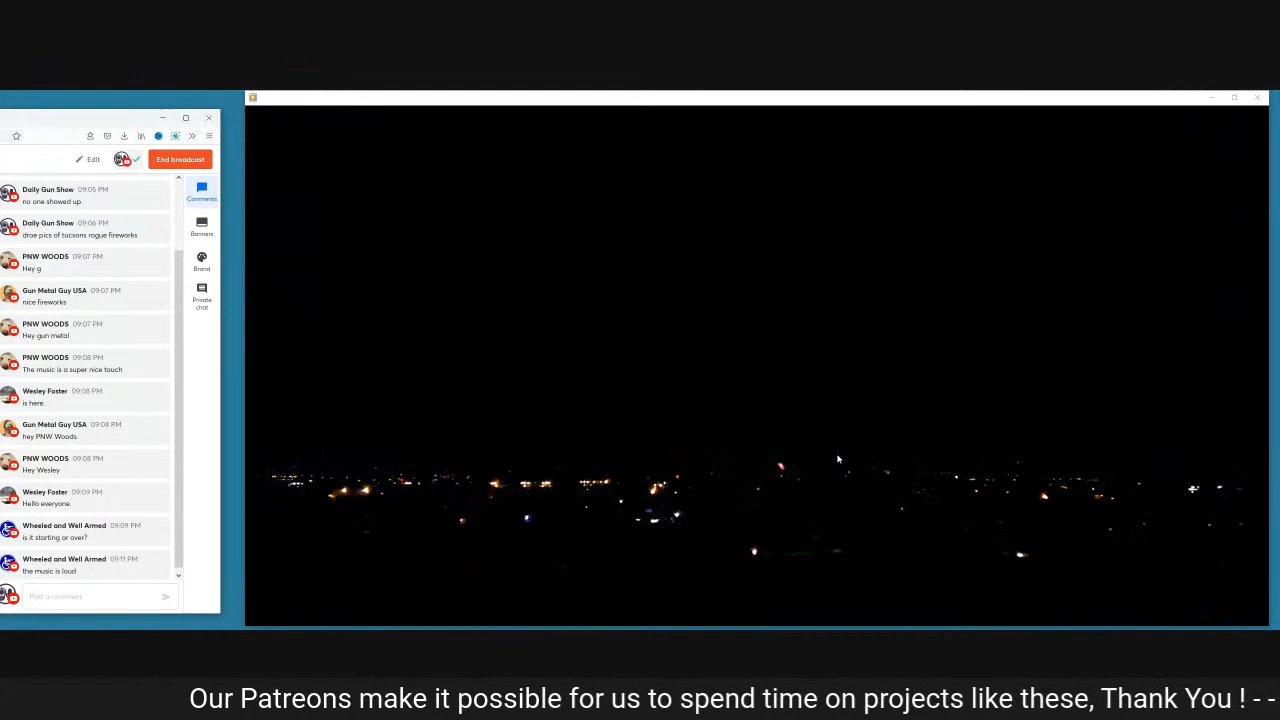 Edit
End broadcast
Daily Gun Show 09:05 PM
no one showed up
Daily Gun Show 09:06 PM
droe pics of tucsons rogue fireworks
PNW WOODS 09:07 PM
Hey g
Gun Metal Guy USA 09:07 PM
nice fireworks
PNW WOODS 09:07 PM
Hey gun metal
PNW WOODS 09:08 PM
The music is a super nice touch
Wesley Foster 09:08 PM
is here.
Gun Metal Guy USA 09:08 PM
hey PNW Woods
PNW WOODS 09:08 PM
Hey Wesley
Wesley Foster 09:09 PM
Hello everyone.
Wheeled and Well Armed 09:09 PM
is it starting or over?
Wheeled and Well Armed 09:11 PM
the music is loud
Post a comment
Comments
Banners
Brand
Private
chat
Our Patreons make it possible for us to spend time on projects like these, Thank You ! - -